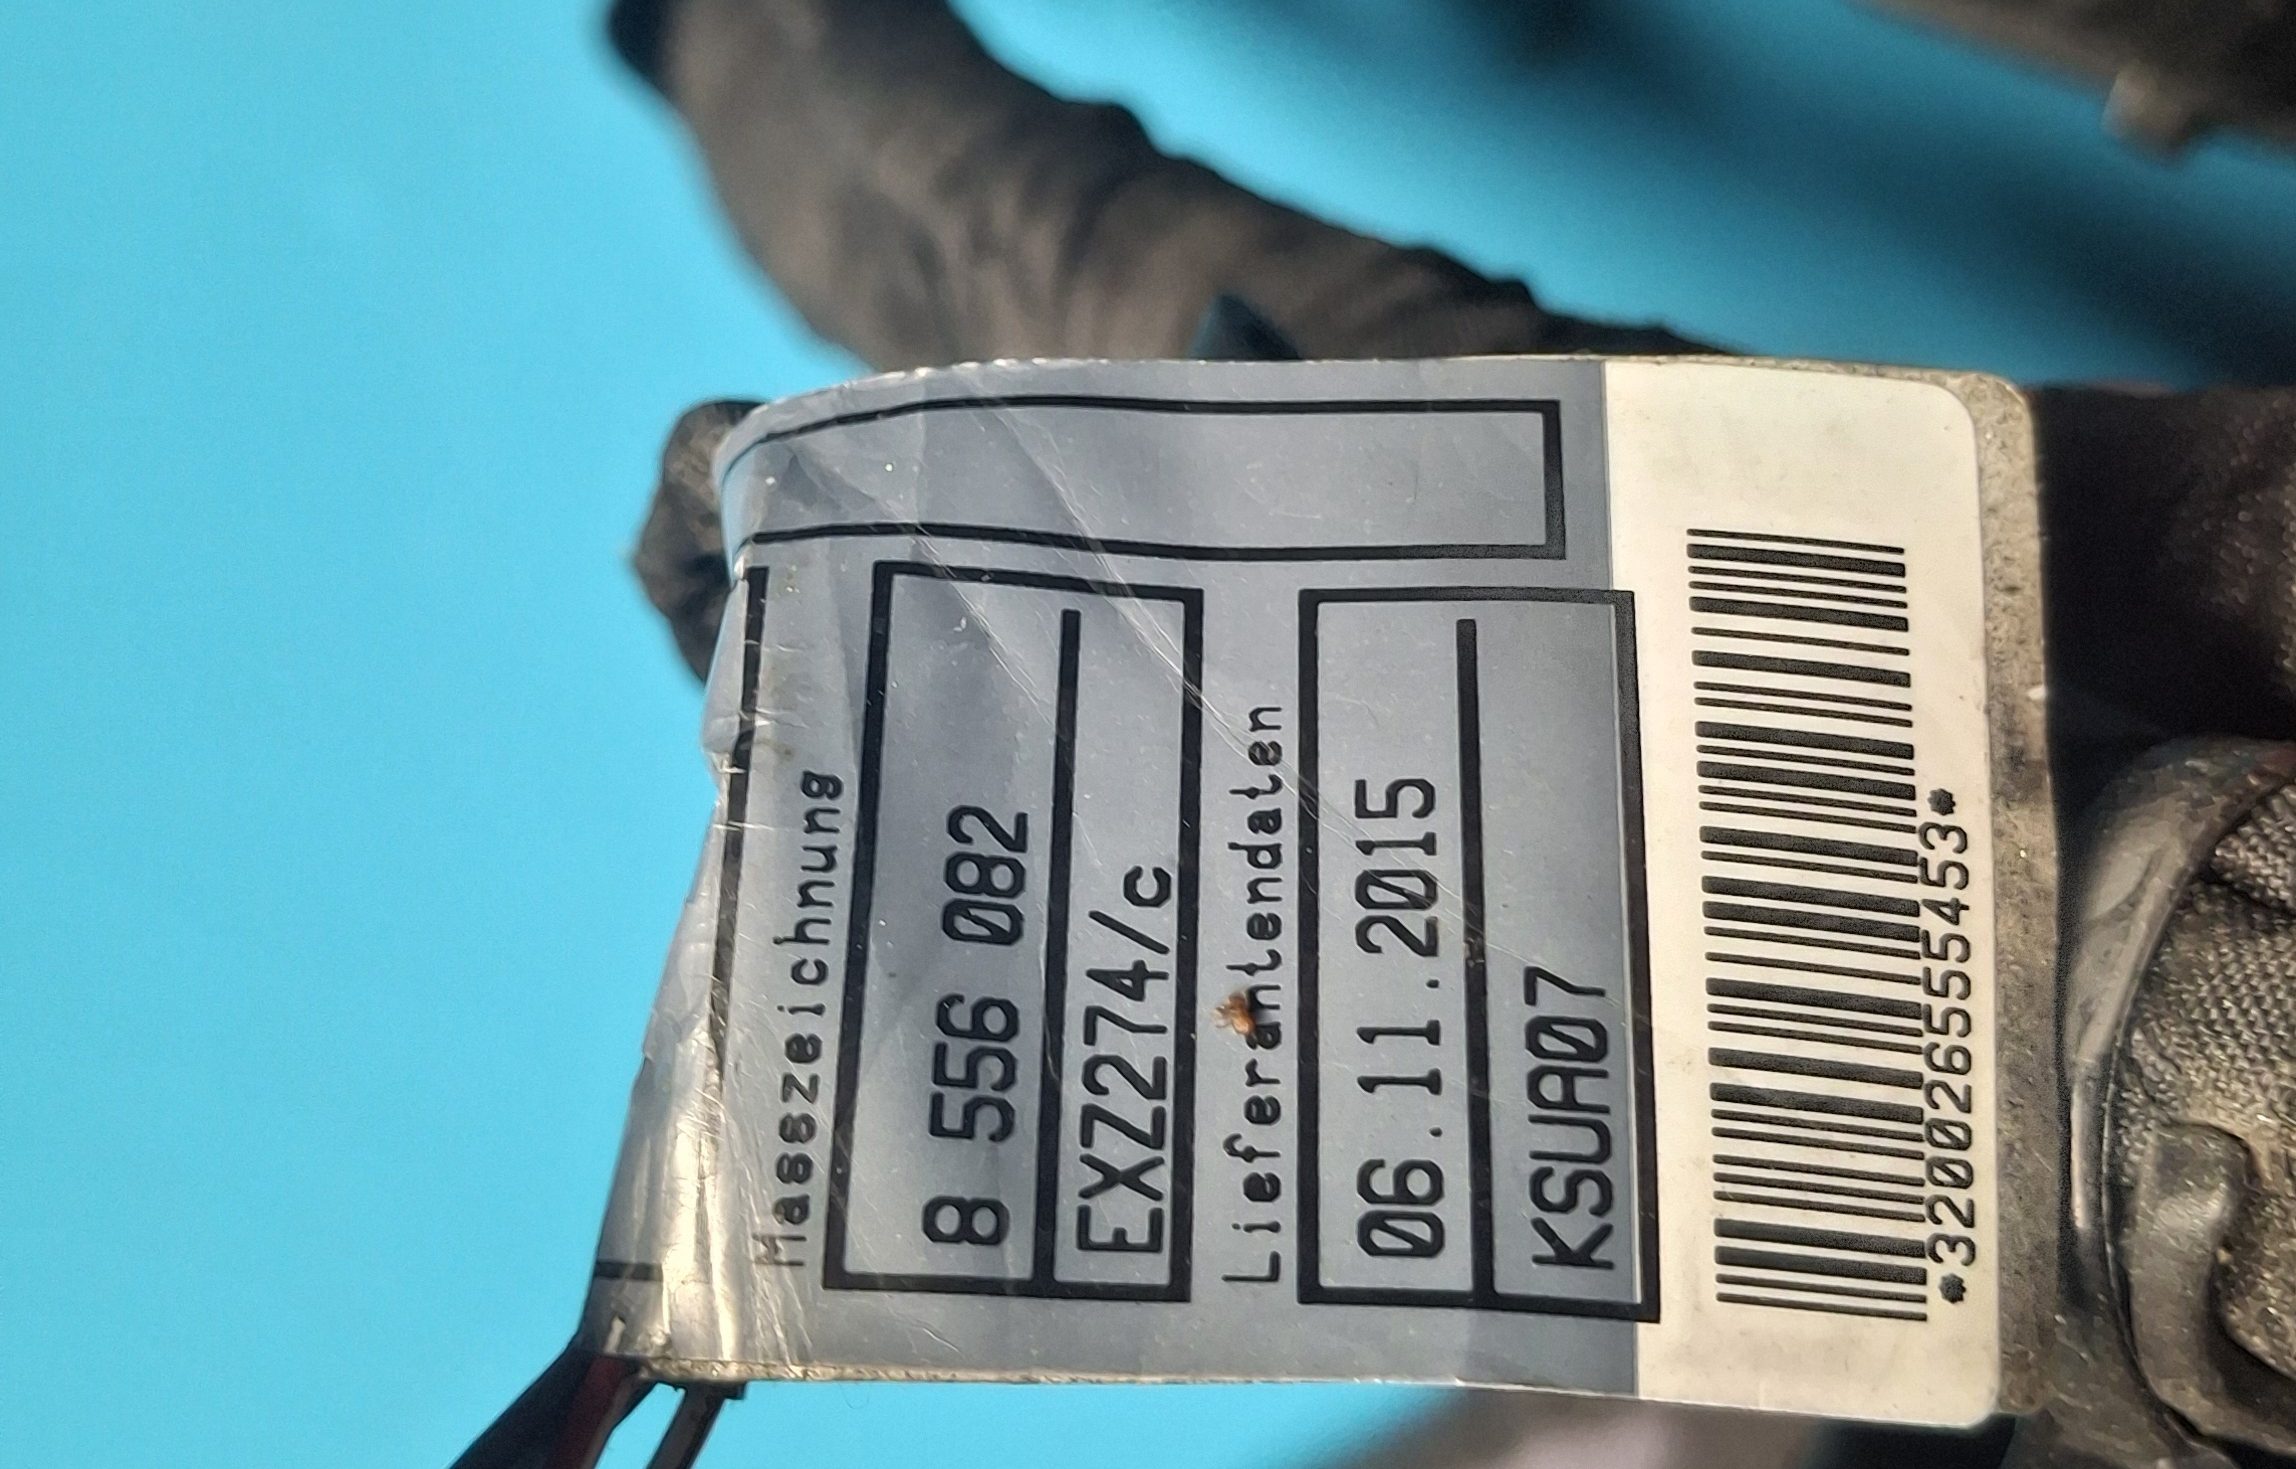 Masszeichnung
8 556 082
EXZ274/c
Lieferantendaten
06.11.2015
KSUA07
*320026555453*